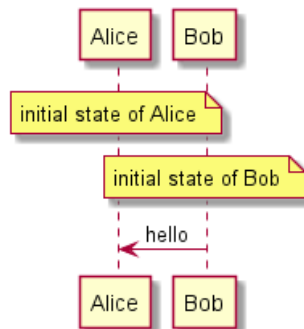 Alice Bob
initial state of Alice
initial state of Bob
hello
Alice Bob